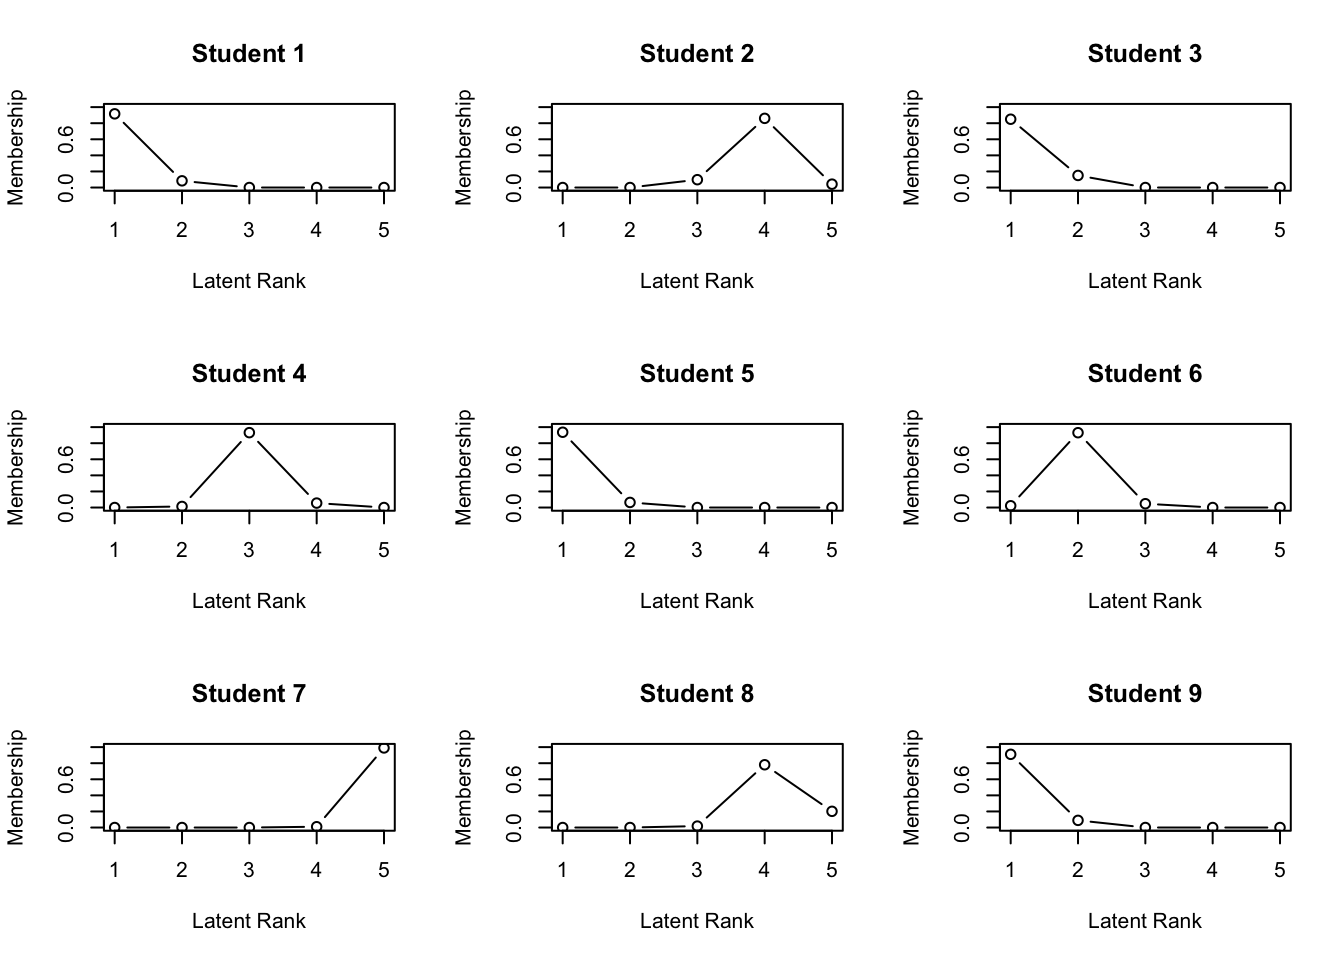 Student 1
Membership
0.0 0.6
1 2 3 4 5
Latent Rank
Student 2
Membership
0.0 0.6
1 2 3 4 5
Latent Rank
Student 3
Membership
0.0 0.6
1 2 3 4 5
Latent Rank
Student 4
Membership
0.0 0.6
1 2 3 4 5
Latent Rank
Student 5
Membership
0.0 0.6
1 2 3 4 5
Latent Rank
Student 6
Membership
0.0 0.6
1 2 3 4 5
Latent Rank
Student 7
Membership
0.0 0.6
1 2 3 4 5
Latent Rank
Student 8
Membership
0.0 0.6
1 2 3 4 5
Latent Rank
Student 9
Membership
0.0 0.6
1 2 3 4 5
Latent Rank